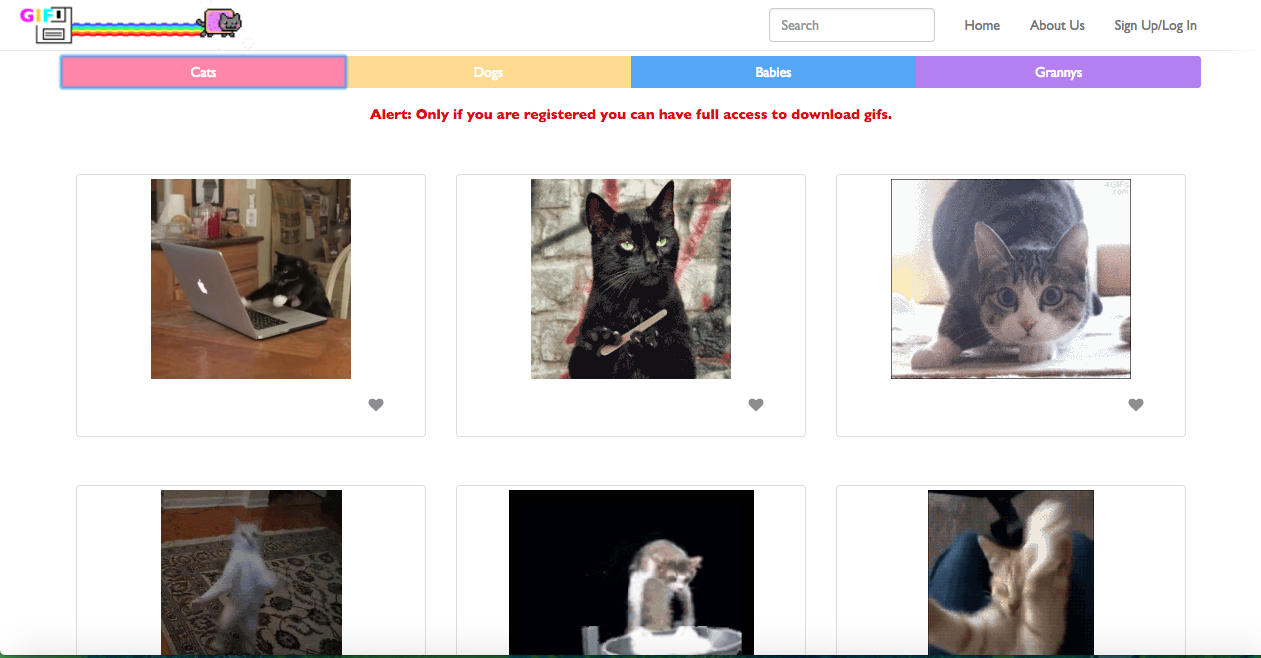 GIF
Search
Home
About Us
Sign Up/Log In
Cats
Dogs
Babies
Grannys
Alert: Only if you are registered you can have full access to download gifs.
4GIFs
.com